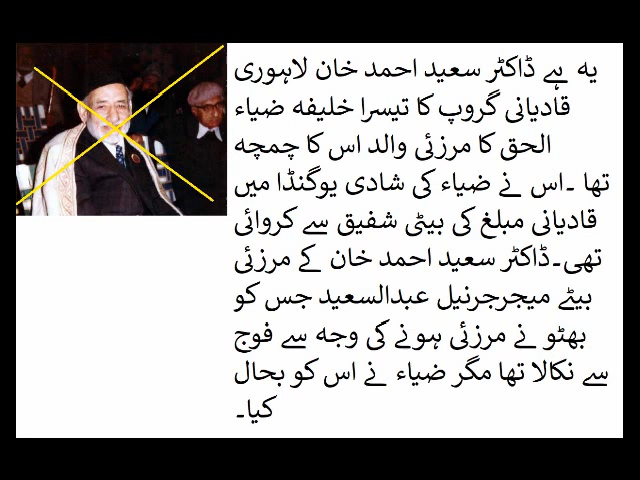 یہ ہے ڈاکٹر سعید احمد خان لاہوری
قادیانی گروپ کا تیسرا خلیفہ ضیاء
الحق کا مرزئی والد اس کا چمچہ
تھا ۔اس نے ضیاء کی شادی یوگنڈا میں
قادیانی مبلغ کی بیٹی شفیق سے کروائی
تھی۔ڈاکٹر سعید احمد خان کے مرزئی
بیٹے میجرجرنیل عبدالسعید جس کو
بھٹو نے مرزئی ہونے کی وجہ سے فوج
سے نکالا تھا مگر ضیاء نے اس کو بحال
کیا۔